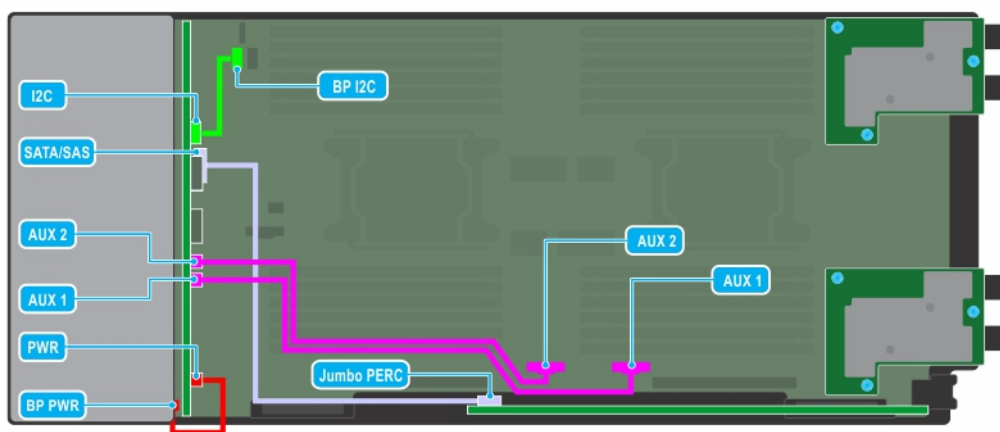 BP I2C
I2C
SATA/SAS
AUX 2
AUX 2
AUX 1
AUX 1
PWR
Jumbo PERC
BP PWR